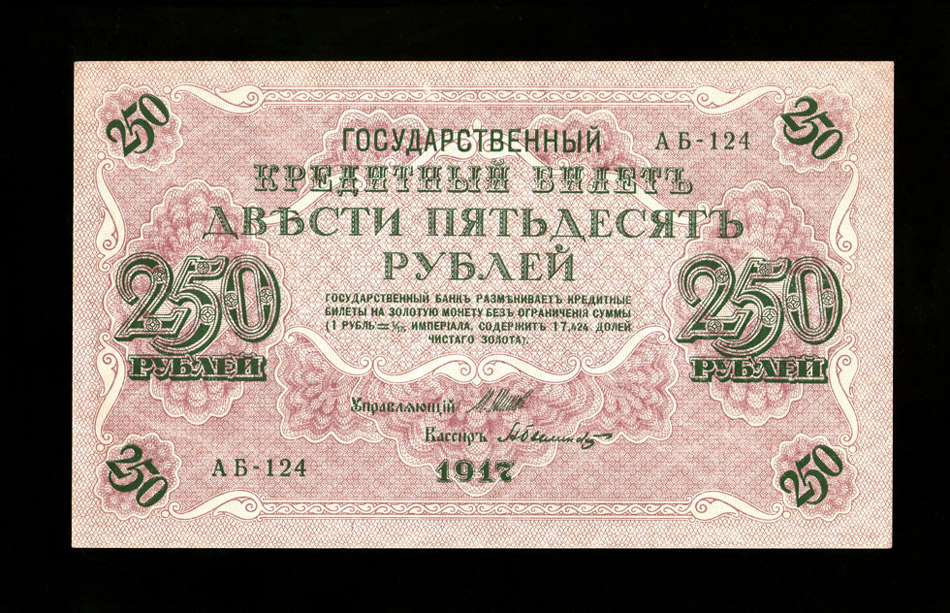 250 250
ГОСУДАРСТВЕННЫЙ АБ-124
КРЕДИТНЫЙ БИЛЕТЪ
ДВѢСТИ ПЯТЬДЕСЯТЪ
РУБЛЕЙ
250 250
РУБЛЕЙ РУБЛЕЙ
ГОСУДАРСТВЕННЫЙ БАНКЪ РАЗМѢНИВАЕТЪ КРЕДИТНЫЕ
БИЛЕТЫ НА ЗОЛОТУЮ МОНЕТУ БЕЗЪ ОГРАНИЧЕНІЯ СУММЫ
(1 РУБЛЬ = 1/15 ИМПЕРІАЛА, СОДЕРЖИТЪ 17,424 ДОЛЕЙ
ЧИСТАГО ЗОЛОТА).
Управляющій
Кассиръ
АБ-124 1917
250 250